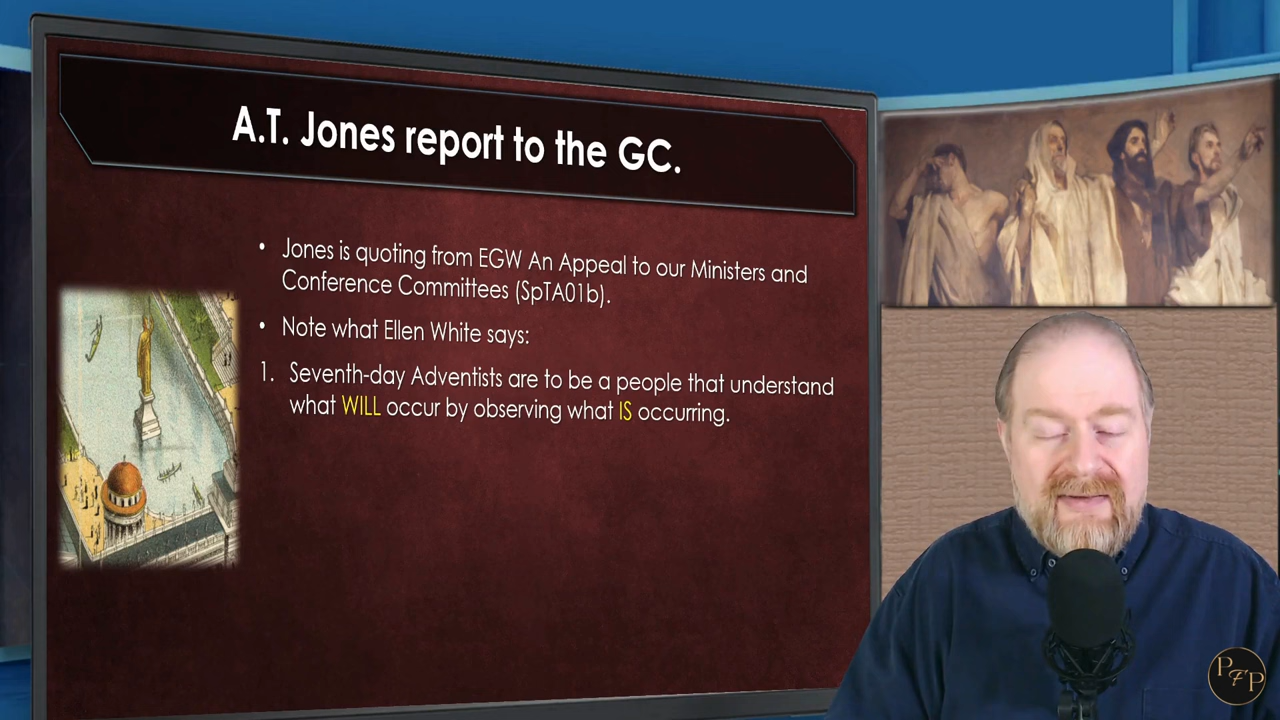 A.T. Jones report to the GC.
• Jones is quoting from EGW An Appeal to our Ministers and
Conference Committees (SpTA01b).
• Note what Ellen White says:
1. Seventh-day Adventists are to be a people that understand
what WILL occur by observing what IS occurring.
PFP